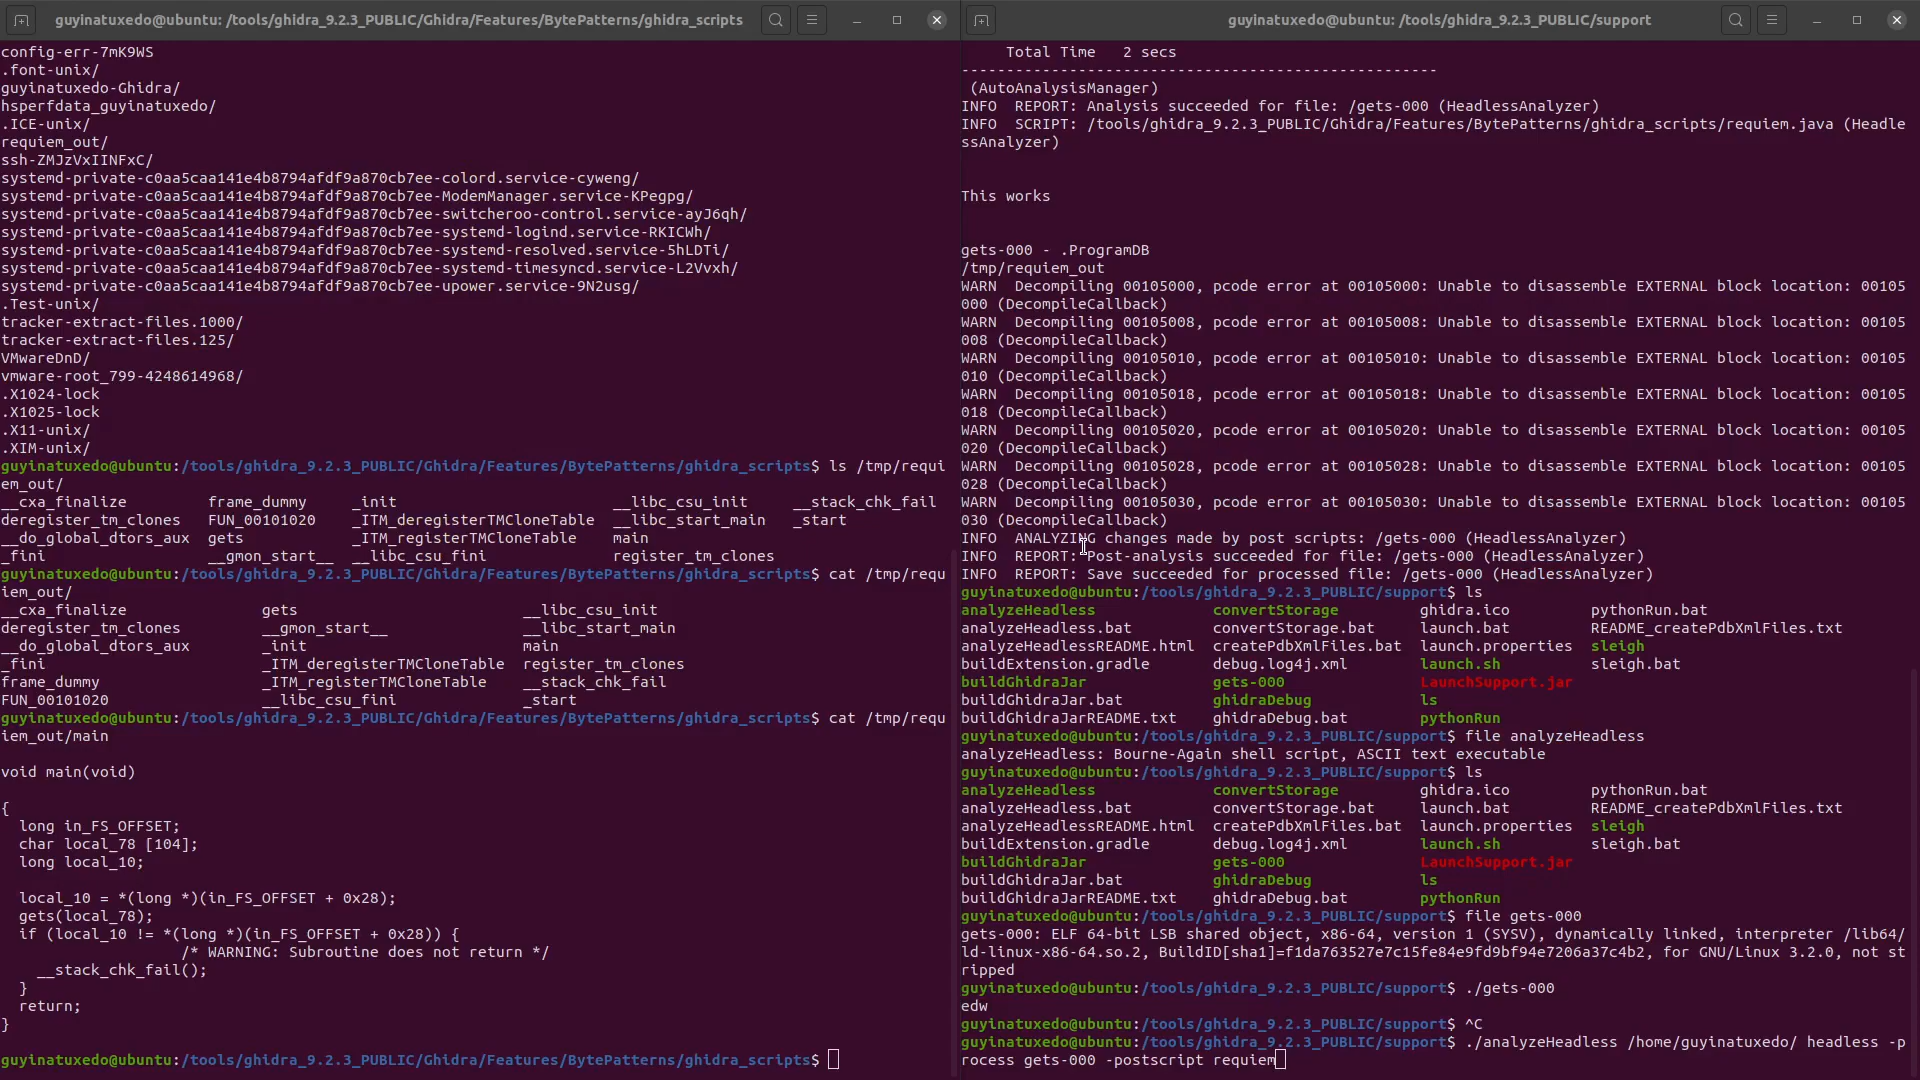 guyinatuxedo@ubuntu: /tools/ghidra_9.2.3_PUBLIC/Ghidra/Features/BytePatterns/ghidra_scripts
config-err-7mK9WS
.font-unix/
guyinatuxedo-Ghidra/
hsperfdata_guyinatuxedo/
.ICE-unix/
requiem_out/
ssh-ZMJzVxIINFxC/
systemd-private-c0aa5caa141e4b8794afdf9a870cb7ee-colord.service-cyweng/
systemd-private-c0aa5caa141e4b8794afdf9a870cb7ee-ModemManager.service-KPegpg/
systemd-private-c0aa5caa141e4b8794afdf9a870cb7ee-switcheroo-control.service-ayJ6qh/
systemd-private-c0aa5caa141e4b8794afdf9a870cb7ee-systemd-logind.service-RKICWh/
systemd-private-c0aa5caa141e4b8794afdf9a870cb7ee-systemd-resolved.service-5hLDTi/
systemd-private-c0aa5caa141e4b8794afdf9a870cb7ee-systemd-timesyncd.service-L2Vvxh/
systemd-private-c0aa5caa141e4b8794afdf9a870cb7ee-upower.service-9N2usg/
.Test-unix/
tracker-extract-files.1000/
tracker-extract-files.125/
VMwareDnD/
vmware-root_799-4248614968/
.X1024-lock
.X1025-lock
.X11-unix/
.XIM-unix/
guyinatuxedo@ubuntu:/tools/ghidra_9.2.3_PUBLIC/Ghidra/Features/BytePatterns/ghidra_scripts$ ls /tmp/requi
em_out/
__cxa_finalize         frame_dummy    _init                        __libc_csu_init     __stack_chk_fail
deregister_tm_clones   FUN_00101020   _ITM_deregisterTMCloneTable  __libc_start_main   _start
__do_global_dtors_aux  gets           _ITM_registerTMCloneTable    main
_fini                  __gmon_start__  __libc_csu_fini              register_tm_clones
guyinatuxedo@ubuntu:/tools/ghidra_9.2.3_PUBLIC/Ghidra/Features/BytePatterns/ghidra_scripts$ cat /tmp/requ
iem_out/
__cxa_finalize               gets                         __libc_csu_init
deregister_tm_clones         __gmon_start__               __libc_start_main
__do_global_dtors_aux        _init                        main
_fini                        _ITM_deregisterTMCloneTable  register_tm_clones
frame_dummy                  _ITM_registerTMCloneTable    __stack_chk_fail
FUN_00101020                 __libc_csu_fini              _start
guyinatuxedo@ubuntu:/tools/ghidra_9.2.3_PUBLIC/Ghidra/Features/BytePatterns/ghidra_scripts$ cat /tmp/requ
iem_out/main
void main(void)
{
  long in_FS_OFFSET;
  char local_78 [104];
  long local_10;
  local_10 = *(long *)(in_FS_OFFSET + 0x28);
  gets(local_78);
  if (local_10 != *(long *)(in_FS_OFFSET + 0x28)) {
                    /* WARNING: Subroutine does not return */
    __stack_chk_fail();
  }
  return;
}
guyinatuxedo@ubuntu:/tools/ghidra_9.2.3_PUBLIC/Ghidra/Features/BytePatterns/ghidra_scripts$
guyinatuxedo@ubuntu: /tools/ghidra_9.2.3_PUBLIC/support
     Total Time   2 secs
-----------------------------------------------------
 (AutoAnalysisManager)
INFO  REPORT: Analysis succeeded for file: /gets-000 (HeadlessAnalyzer)
INFO  SCRIPT: /tools/ghidra_9.2.3_PUBLIC/Ghidra/Features/BytePatterns/ghidra_scripts/requiem.java (Headle
ssAnalyzer)
This works
gets-000 - .ProgramDB
/tmp/requiem_out
WARN  Decompiling 00105000, pcode error at 00105000: Unable to disassemble EXTERNAL block location: 00105
000 (DecompileCallback)
WARN  Decompiling 00105008, pcode error at 00105008: Unable to disassemble EXTERNAL block location: 00105
008 (DecompileCallback)
WARN  Decompiling 00105010, pcode error at 00105010: Unable to disassemble EXTERNAL block location: 00105
010 (DecompileCallback)
WARN  Decompiling 00105018, pcode error at 00105018: Unable to disassemble EXTERNAL block location: 00105
018 (DecompileCallback)
WARN  Decompiling 00105020, pcode error at 00105020: Unable to disassemble EXTERNAL block location: 00105
020 (DecompileCallback)
WARN  Decompiling 00105028, pcode error at 00105028: Unable to disassemble EXTERNAL block location: 00105
028 (DecompileCallback)
WARN  Decompiling 00105030, pcode error at 00105030: Unable to disassemble EXTERNAL block location: 00105
030 (DecompileCallback)
INFO  ANALYZING changes made by post scripts: /gets-000 (HeadlessAnalyzer)
INFO  REPORT: Post-analysis succeeded for file: /gets-000 (HeadlessAnalyzer)
INFO  REPORT: Save succeeded for processed file: /gets-000 (HeadlessAnalyzer)
guyinatuxedo@ubuntu:/tools/ghidra_9.2.3_PUBLIC/support$ ls
analyzeHeadless             convertStorage         ghidra.ico         pythonRun.bat
analyzeHeadless.bat         convertStorage.bat     launch.bat         README_createPdbXmlFiles.txt
analyzeHeadlessREADME.html  createPdbXmlFiles.bat  launch.properties  sleigh
buildExtension.gradle       debug.log4j.xml        launch.sh          sleigh.bat
buildGhidraJar              gets-000               LaunchSupport.jar
buildGhidraJar.bat          ghidraDebug            ls
buildGhidraJarREADME.txt    ghidraDebug.bat        pythonRun
guyinatuxedo@ubuntu:/tools/ghidra_9.2.3_PUBLIC/support$ file analyzeHeadless
analyzeHeadless: Bourne-Again shell script, ASCII text executable
guyinatuxedo@ubuntu:/tools/ghidra_9.2.3_PUBLIC/support$ ls
analyzeHeadless             convertStorage         ghidra.ico         pythonRun.bat
analyzeHeadless.bat         convertStorage.bat     launch.bat         README_createPdbXmlFiles.txt
analyzeHeadlessREADME.html  createPdbXmlFiles.bat  launch.properties  sleigh
buildExtension.gradle       debug.log4j.xml        launch.sh          sleigh.bat
buildGhidraJar              gets-000               LaunchSupport.jar
buildGhidraJar.bat          ghidraDebug            ls
buildGhidraJarREADME.txt    ghidraDebug.bat        pythonRun
guyinatuxedo@ubuntu:/tools/ghidra_9.2.3_PUBLIC/support$ file gets-000
gets-000: ELF 64-bit LSB shared object, x86-64, version 1 (SYSV), dynamically linked, interpreter /lib64/
ld-linux-x86-64.so.2, BuildID[sha1]=f1da763527e7c15fe84e9fd9bf94e7206a37c4b2, for GNU/Linux 3.2.0, not st
ripped
guyinatuxedo@ubuntu:/tools/ghidra_9.2.3_PUBLIC/support$ ./gets-000
edw
guyinatuxedo@ubuntu:/tools/ghidra_9.2.3_PUBLIC/support$ ^C
guyinatuxedo@ubuntu:/tools/ghidra_9.2.3_PUBLIC/support$ ./analyzeHeadless /home/guyinatuxedo/ headless -p
rocess gets-000 -postscript requiem